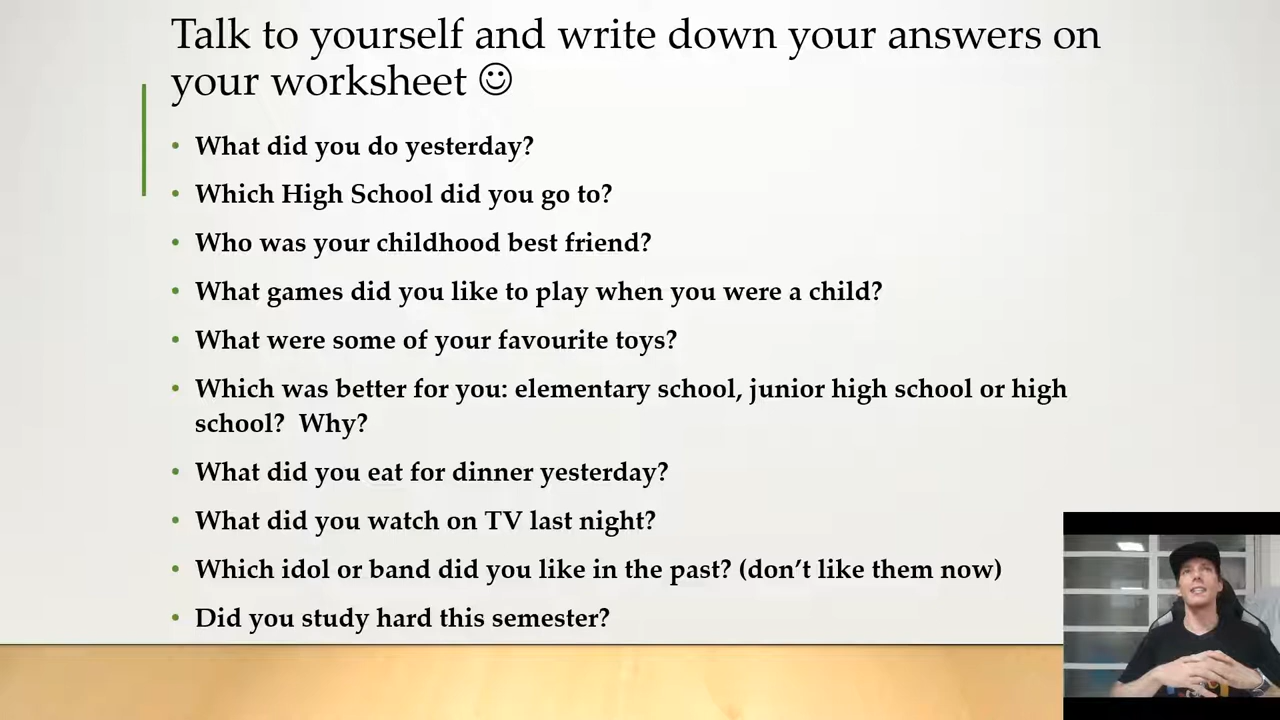 Talk to yourself and write down your answers on
your worksheet ☺
• What did you do yesterday?
• Which High School did you go to?
• Who was your childhood best friend?
• What games did you like to play when you were a child?
• What were some of your favourite toys?
• Which was better for you: elementary school, junior high school or high
school?  Why?
• What did you eat for dinner yesterday?
• What did you watch on TV last night?
• Which idol or band did you like in the past? (don’t like them now)
• Did you study hard this semester?